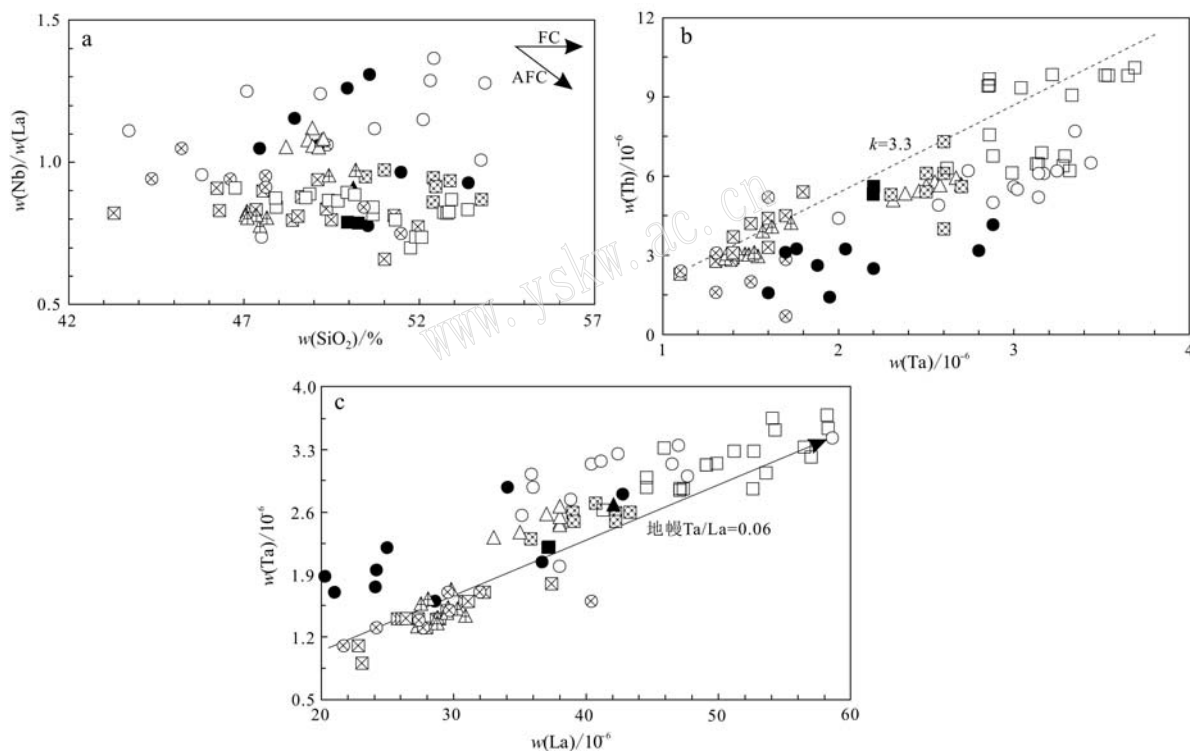 a
FC
AFC
1.5
1.0
0.5
w(Nb)/w(La)
42
47
52
57
w(SiO2)/%
b
12
9
6
3
0
w(Th)/10-6
k=3.3
1
2
3
4
w(Ta)/10-6
c
4.0
3.3
2.6
1.9
1.2
0.5
w(Ta)/10-6
地幔Ta/La=0.06
20
30
40
50
60
w(La)/10-6
www.yskw.ac.cn